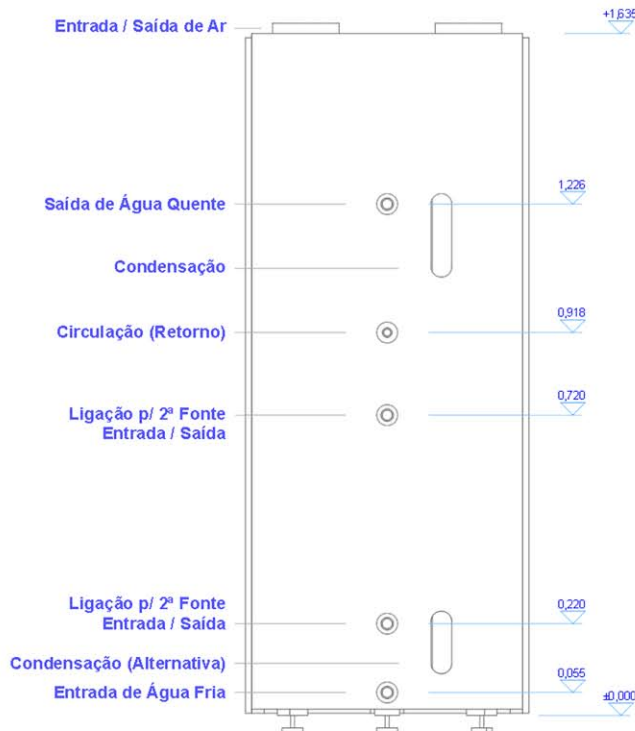 Entrada / Saída de Ar
+1,635
Saída de Água Quente
1,226
Condensação
Circulação (Retorno)
0,918
Ligação p/ 2ª Fonte
Entrada / Saída
0,720
Ligação p/ 2ª Fonte
Entrada / Saída
0,220
Condensação (Alternativa)
Entrada de Água Fria
0,055
±0,000